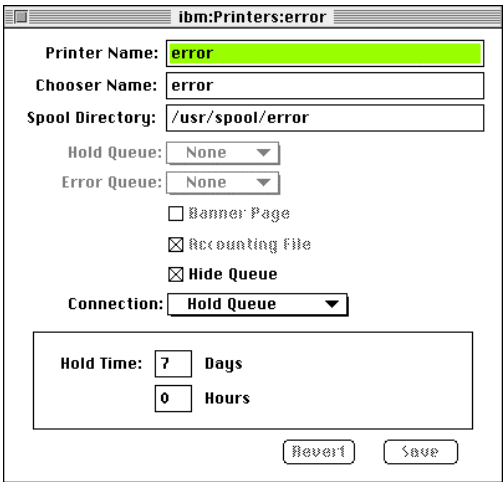 ibm:Printers:error
Printer Name: error
Chooser Name: error
Spool Directory: /usr/spool/error
Hold Queue: None
Error Queue: None
Banner Page
Accounting File
Hide Queue
Connection: Hold Queue
Hold Time: 7 Days
0 Hours
Revert Save